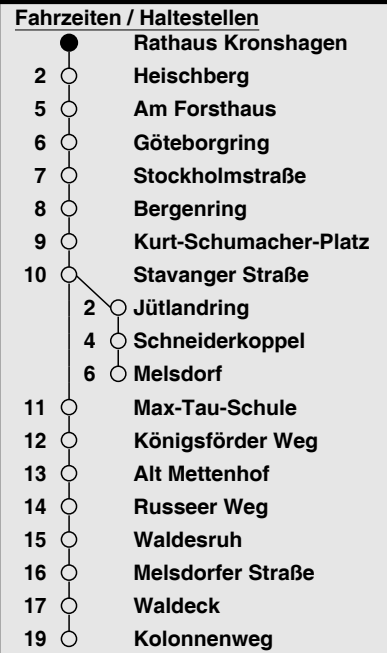 Fahrzeiten / Haltestellen
Rathaus Kronshagen
2 Heischberg
5 Am Forsthaus
6 Göteborgring
7 Stockholmstraße
8 Bergenring
9 Kurt-Schumacher-Platz
10 Stavanger Straße
2 Jütlandring
4 Schneiderkoppel
6 Melsdorf
11 Max-Tau-Schule
12 Königsförder Weg
13 Alt Mettenhof
14 Russeer Weg
15 Waldesruh
16 Melsdorfer Straße
17 Waldeck
19 Kolonnenweg